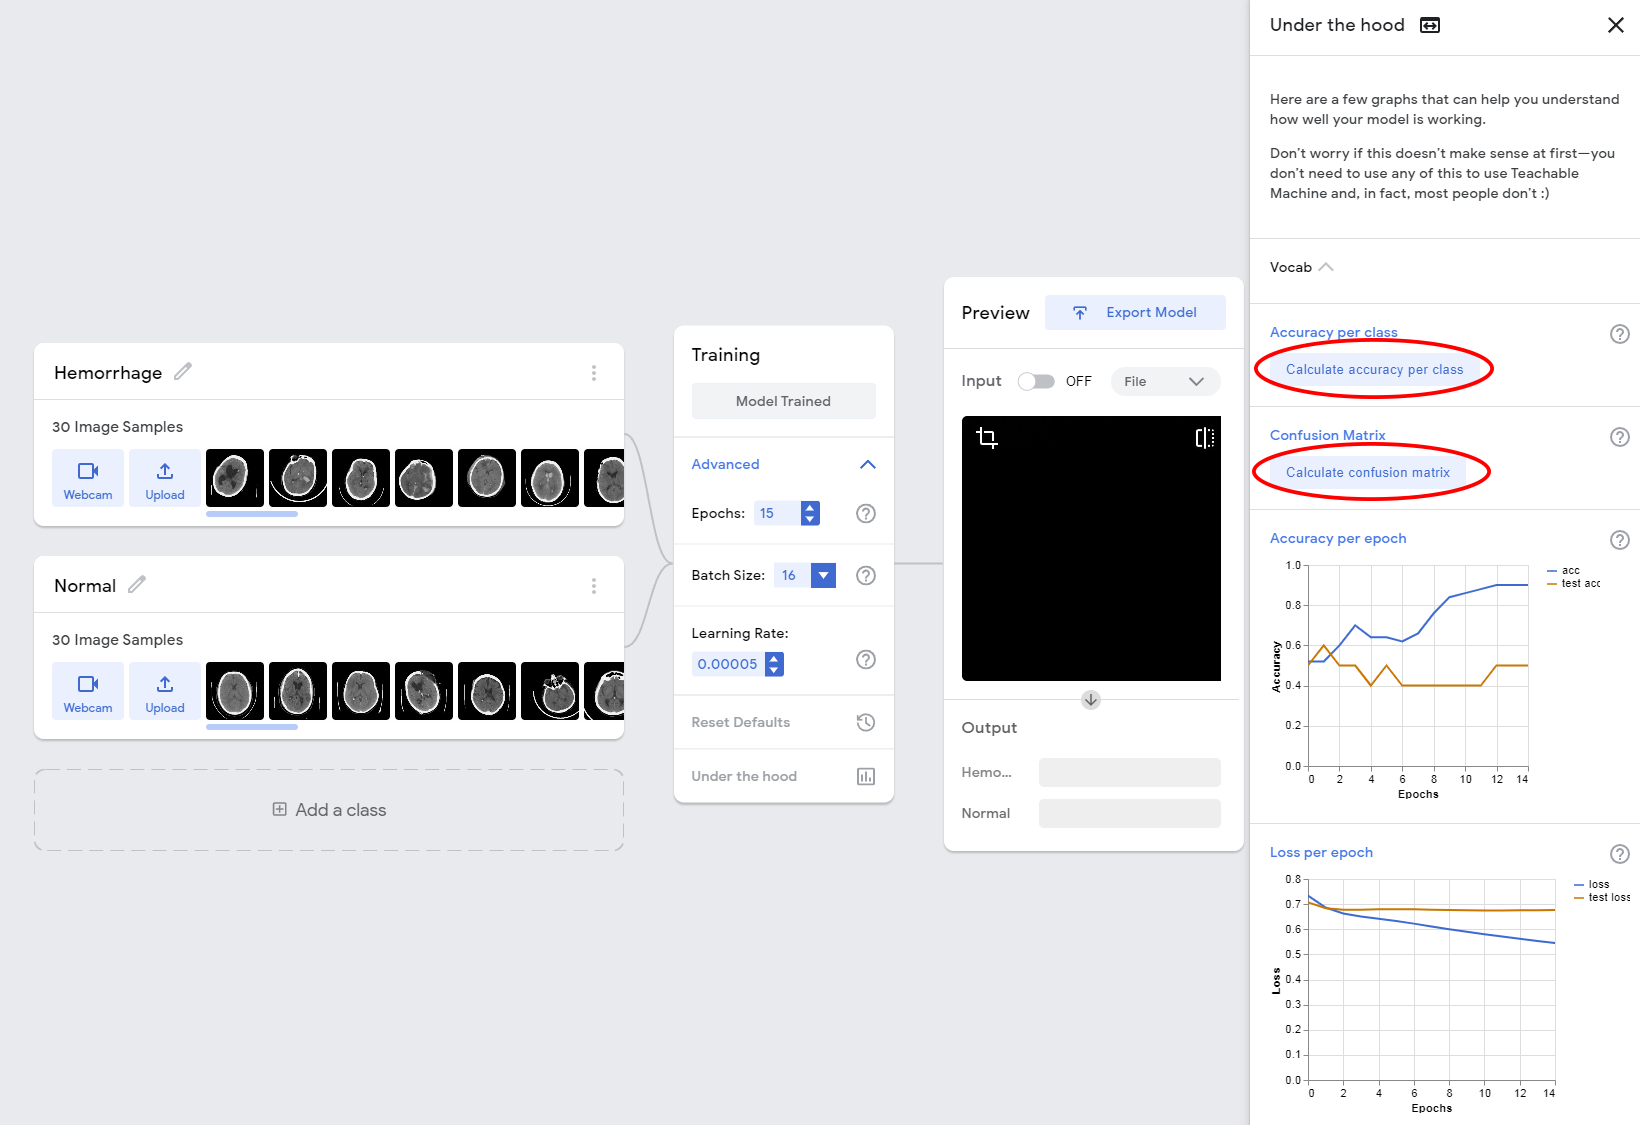 Under the hood
Here are a few graphs that can help you understand
how well your model is working.
Don't worry if this doesn't make sense at first—you
don't need to use any of this to use Teachable
Machine and, in fact, most people don't :)
Vocab
Accuracy per class
Calculate accuracy per class
Confusion Matrix
Calculate confusion matrix
Accuracy per epoch
1.0
0.8
0.6
0.4
0.2
0.0
Accuracy
0 2 4 6 8 10 12 14
Epochs
acc
test acc
Loss per epoch
0.8
0.7
0.6
0.5
0.4
0.3
0.2
0.1
0.0
Loss
0 2 4 6 8 10 12 14
Epochs
loss
test loss
Hemorrhage
30 Image Samples
Webcam
Upload
Normal
30 Image Samples
Webcam
Upload
Add a class
Training
Model Trained
Advanced
Epochs: 15
Batch Size: 16
Learning Rate:
0.00005
Reset Defaults
Under the hood
Preview
Export Model
Input OFF File
Output
Hemo...
Normal